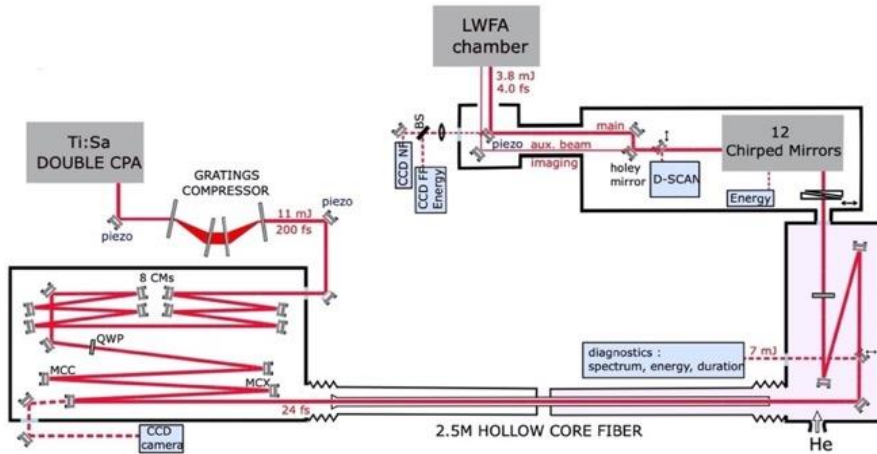 LWFA
chamber
3.8 mJ
4.0 fs
Ti:Sa
DOUBLE CPA
GRATINGS
COMPRESSOR
piezo
11 mJ
200 fs
piezo
BS
CCD NF
CCD FF
Energy
piezo
main
aux. beam
imaging
holey
mirror
D-SCAN
12
Chirped Mirrors
Energy
8 CMs
QWP
MCC
MCX
24 fs
CCD
camera
diagnostics :
spectrum, energy, duration
7 mJ
2.5M HOLLOW CORE FIBER
He